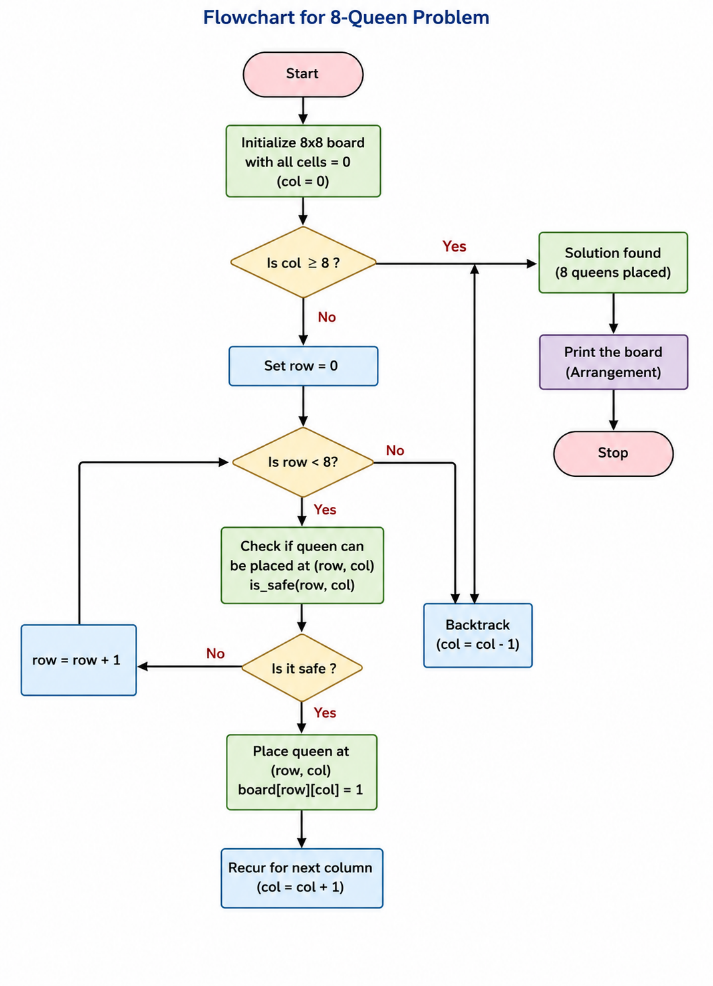 Flowchart for 8-Queen Problem
Start
Initialize 8x8 board
with all cells = 0
(col = 0)
Is col ≥ 8 ?
Yes
Solution found
(8 queens placed)
No
Set row = 0
Print the board
(Arrangement)
Stop
Is row < 8?
No
Yes
Check if queen can
be placed at (row, col)
is_safe(row, col)
Backtrack
(col = col - 1)
row = row + 1
No
Is it safe ?
Yes
Place queen at
(row, col)
board[row][col] = 1
Recur for next column
(col = col + 1)